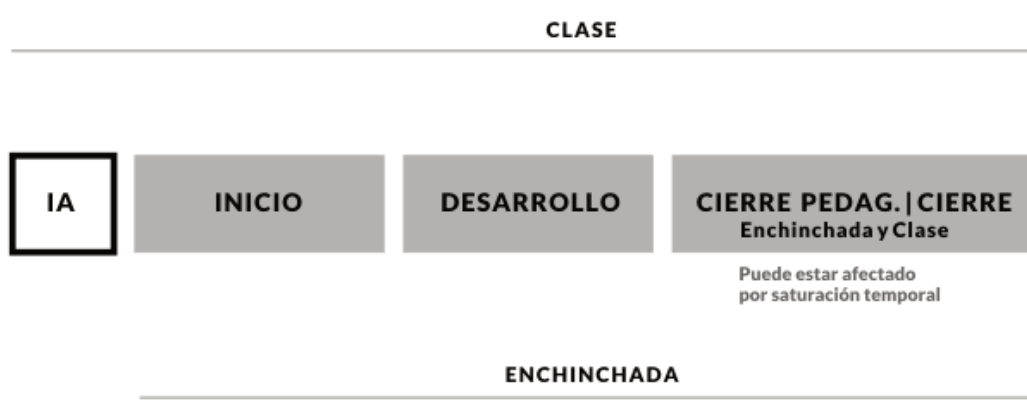 CLASE
IA
INICIO
DESARROLLO
CIERRE PEDAG.|CIERRE
Enchinchada y Clase
Puede estar afectado
por saturación temporal
ENCHINCHADA